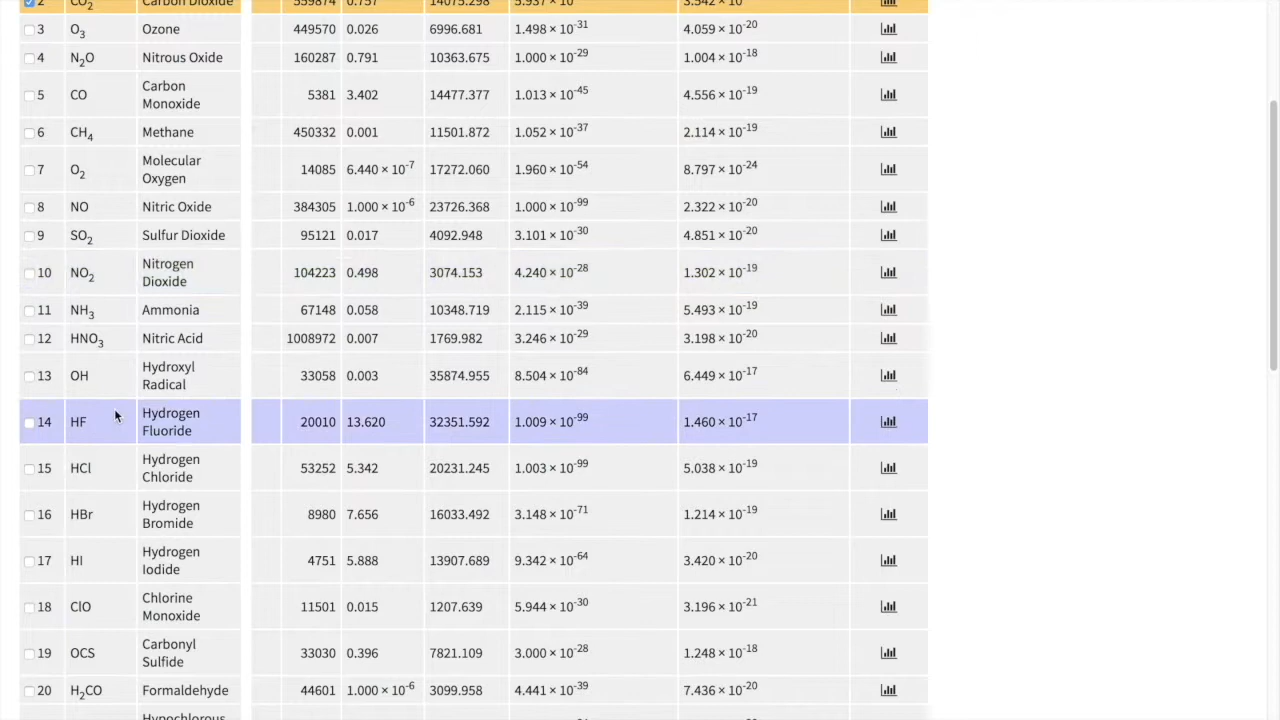 2 CO₂ Carbon Dioxide 559874 0.757 14075.298
3 O₃ Ozone 449570 0.026 6996.681 1.498 × 10⁻³¹ 4.059 × 10⁻²⁰
4 N₂O Nitrous Oxide 160287 0.791 10363.675 1.000 × 10⁻²⁹ 1.004 × 10⁻¹⁸
5 CO Carbon Monoxide 5381 3.402 14477.377 1.013 × 10⁻⁴⁵ 4.556 × 10⁻¹⁹
6 CH₄ Methane 450332 0.001 11501.872 1.052 × 10⁻³⁷ 2.114 × 10⁻¹⁹
7 O₂ Molecular Oxygen 14085 6.440 × 10⁻⁷ 17272.060 1.960 × 10⁻⁵⁴ 8.797 × 10⁻²⁴
8 NO Nitric Oxide 384305 1.000 × 10⁻⁶ 23726.368 1.000 × 10⁻⁹⁹ 2.322 × 10⁻²⁰
9 SO₂ Sulfur Dioxide 95121 0.017 4092.948 3.101 × 10⁻³⁰ 4.851 × 10⁻²⁰
10 NO₂ Nitrogen Dioxide 104223 0.498 3074.153 4.240 × 10⁻²⁸ 1.302 × 10⁻¹⁹
11 NH₃ Ammonia 67148 0.058 10348.719 2.115 × 10⁻³⁹ 5.493 × 10⁻¹⁹
12 HNO₃ Nitric Acid 1008972 0.007 1769.982 3.246 × 10⁻²⁹ 3.198 × 10⁻²⁰
13 OH Hydroxyl Radical 33058 0.003 35874.955 8.504 × 10⁻⁸⁴ 6.449 × 10⁻¹⁷
14 HF Hydrogen Fluoride 20010 13.620 32351.592 1.009 × 10⁻⁹⁹ 1.460 × 10⁻¹⁷
15 HCl Hydrogen Chloride 53252 5.342 20231.245 1.003 × 10⁻⁹⁹ 5.038 × 10⁻¹⁹
16 HBr Hydrogen Bromide 8980 7.656 16033.492 3.148 × 10⁻⁷¹ 1.214 × 10⁻¹⁹
17 HI Hydrogen Iodide 4751 5.888 13907.689 9.342 × 10⁻⁶⁴ 3.420 × 10⁻²⁰
18 ClO Chlorine Monoxide 11501 0.015 1207.639 5.944 × 10⁻³⁰ 3.196 × 10⁻²¹
19 OCS Carbonyl Sulfide 33030 0.396 7821.109 3.000 × 10⁻²⁸ 1.248 × 10⁻¹⁸
20 H₂CO Formaldehyde 44601 1.000 × 10⁻⁶ 3099.958 4.441 × 10⁻³⁹ 7.436 × 10⁻²⁰
Hypochlorous